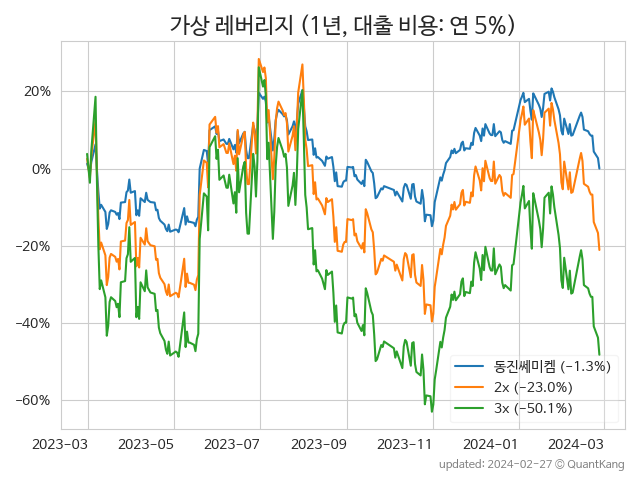 가상 레버리지 (1년, 대출 비용: 연 5%)
20%
0%
−20%
−40%
−60%
동진쎄미켐 (−1.3%)
2x (−23.0%)
3x (−50.1%)
2023−03 2023−05 2023−07 2023−09 2023−11 2024−01 2024−03
updated: 2024−02−27 © QuantKang